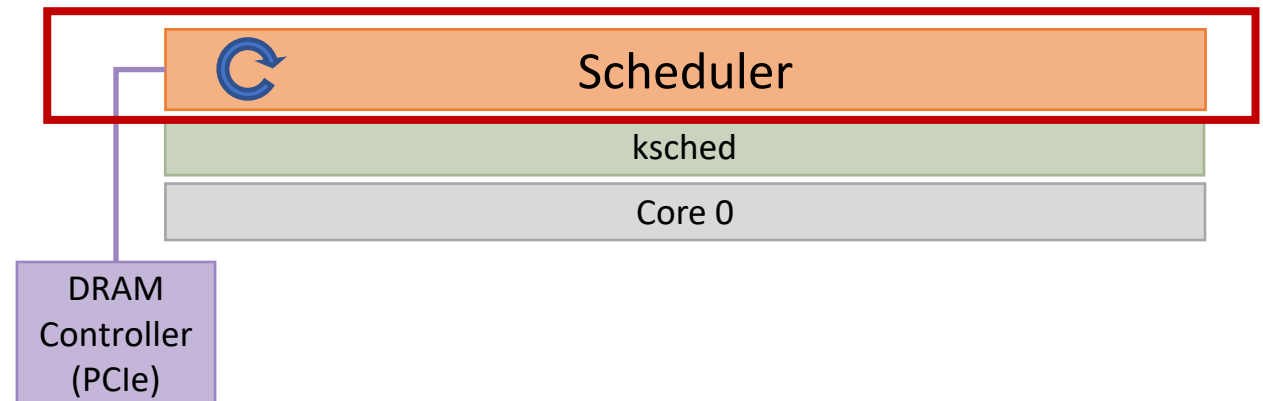 Scheduler
ksched
Core 0
DRAM
Controller
(PCIe)